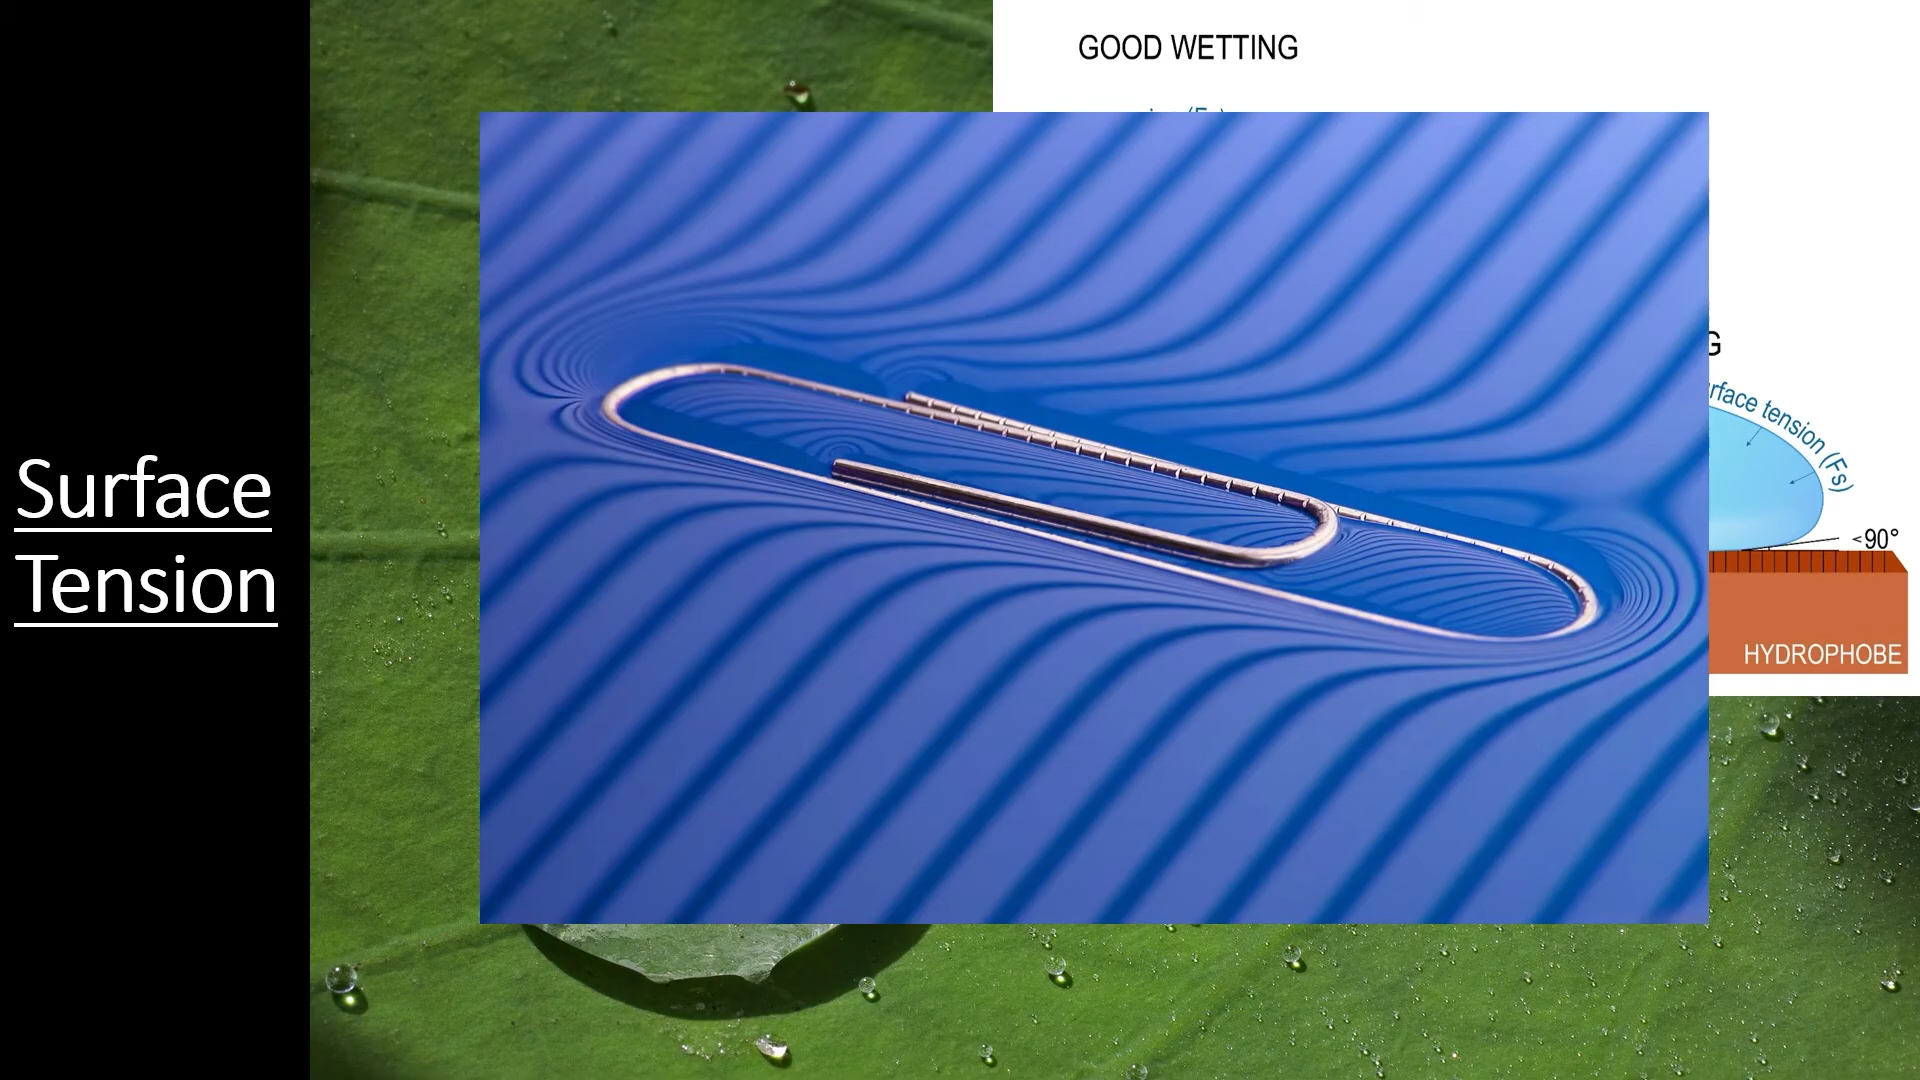 Surface
Tension
GOOD WETTING
G
rface tension (Fs)
<90°
HYDROPHOBE